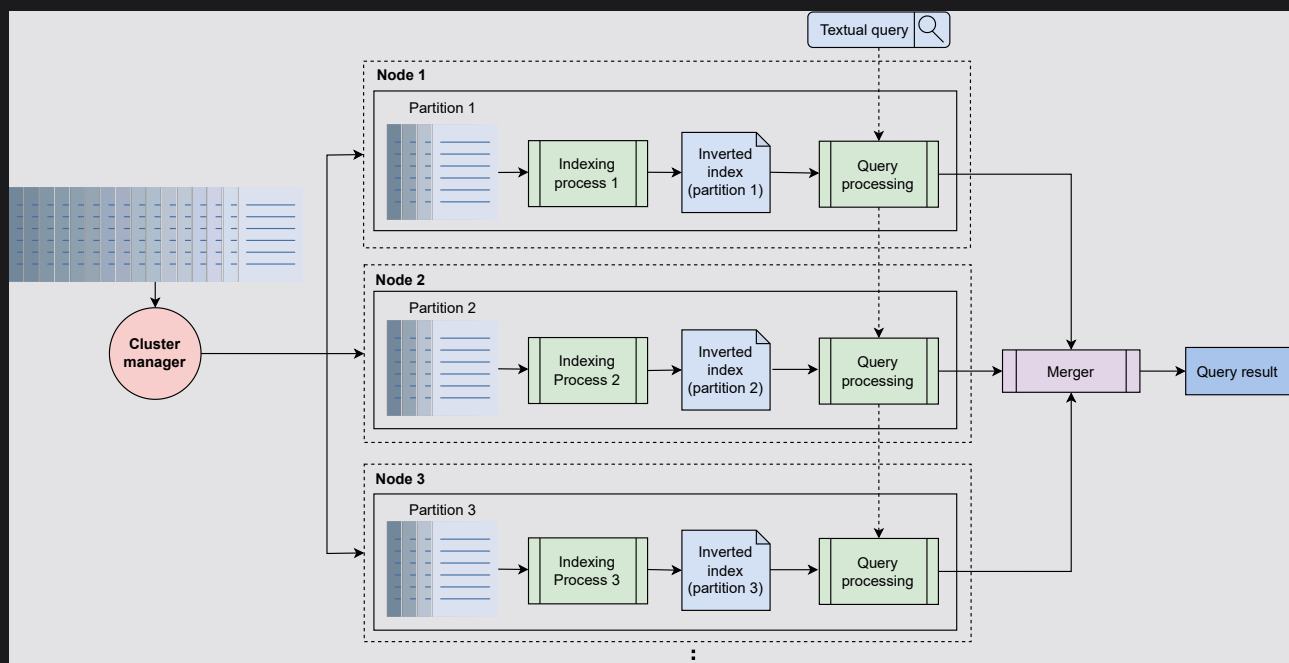 Textual query
Node 1
Partition 1
Indexing
process 1
Inverted
index
(partition 1)
Query
processing
Node 2
Partition 2
Indexing
Process 2
Inverted
index
(partition 2)
Query
processing
Cluster
manager
Merger
Query result
Node 3
Partition 3
Indexing
Process 3
Inverted
index
(partition 3)
Query
processing
: